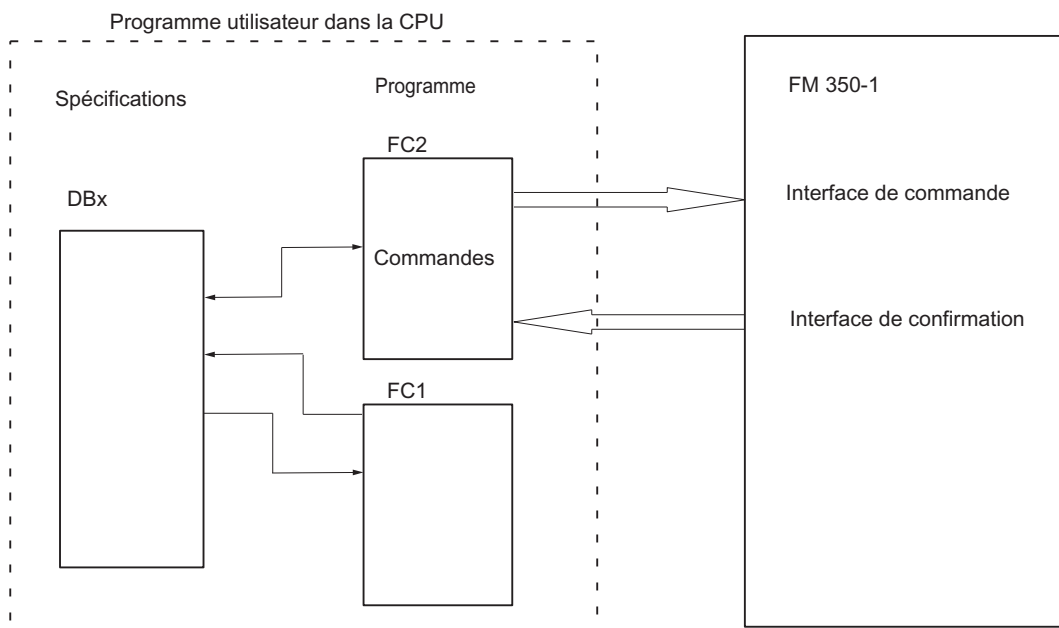 Programme utilisateur dans la CPU
Spécifications
Programme
FM 350-1
FC2
DBx
Interface de commande
Commandes
Interface de confirmation
FC1